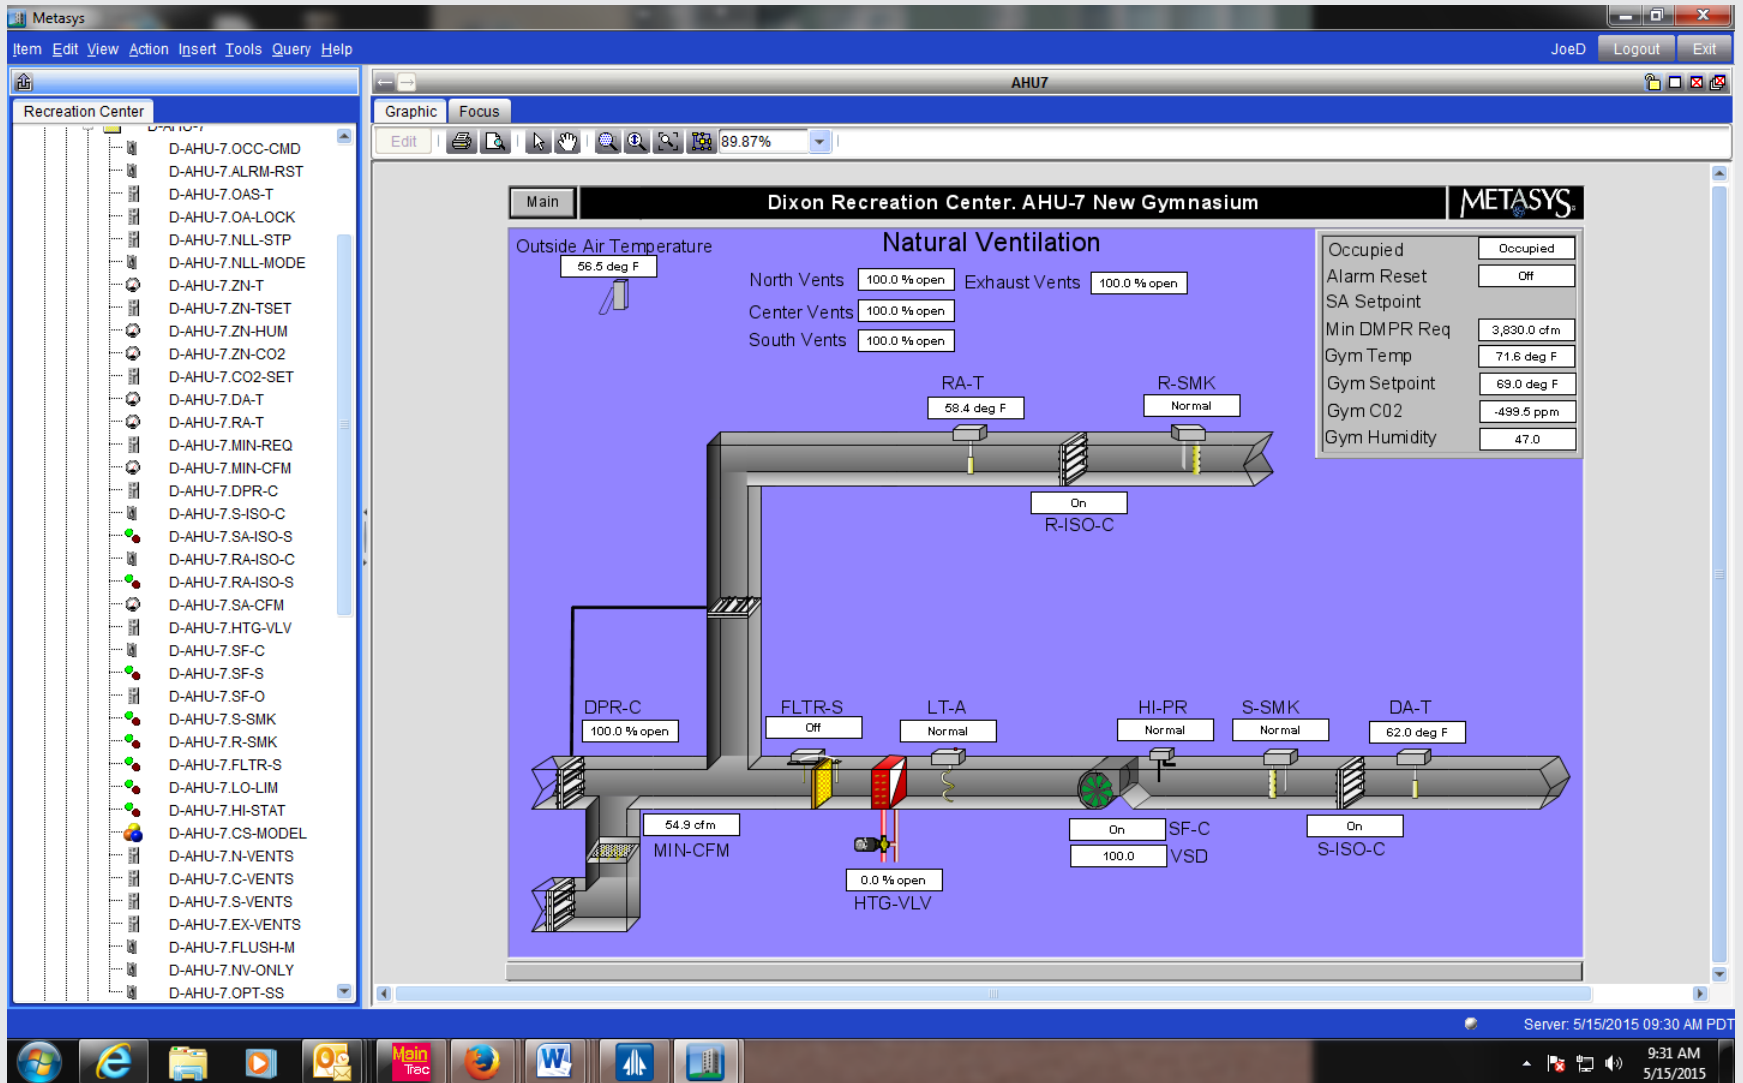 Metasys
Item Edit View Action Insert Tools Query Help
JoeD Logout Exit
AHU7
Recreation Center
Graphic Focus
Edit
89.87%
D-AHU-7
D-AHU-7.OCC-CMD
D-AHU-7.ALRM-RST
D-AHU-7.OAS-T
D-AHU-7.OA-LOCK
D-AHU-7.NLL-STP
D-AHU-7.NLL-MODE
D-AHU-7.ZN-T
D-AHU-7.ZN-TSET
D-AHU-7.ZN-HUM
D-AHU-7.ZN-CO2
D-AHU-7.CO2-SET
D-AHU-7.DA-T
D-AHU-7.RA-T
D-AHU-7.MIN-REQ
D-AHU-7.MIN-CFM
D-AHU-7.DPR-C
D-AHU-7.S-ISO-C
D-AHU-7.SA-ISO-S
D-AHU-7.RA-ISO-C
D-AHU-7.RA-ISO-S
D-AHU-7.SA-CFM
D-AHU-7.HTG-VLV
D-AHU-7.SF-C
D-AHU-7.SF-S
D-AHU-7.SF-O
D-AHU-7.S-SMK
D-AHU-7.R-SMK
D-AHU-7.FLTR-S
D-AHU-7.LO-LIM
D-AHU-7.HI-STAT
D-AHU-7.CS-MODEL
D-AHU-7.N-VENTS
D-AHU-7.C-VENTS
D-AHU-7.S-VENTS
D-AHU-7.EX-VENTS
D-AHU-7.FLUSH-M
D-AHU-7.NV-ONLY
D-AHU-7.OPT-SS
Main
Dixon Recreation Center. AHU-7 New Gymnasium
METASYS
Outside Air Temperature
56.5 deg F
Natural Ventilation
North Vents 100.0 % open Exhaust Vents 100.0 % open
Center Vents 100.0 % open
South Vents 100.0 % open
Occupied Occupied
Alarm Reset Off
SA Setpoint
Min DMPR Req 3,830.0 cfm
Gym Temp 71.6 deg F
Gym Setpoint 69.0 deg F
Gym C02 -499.5 ppm
Gym Humidity 47.0
RA-T R-SMK
58.4 deg F Normal
On
R-ISO-C
DPR-C FLTR-S LT-A HI-PR S-SMK DA-T
100.0 % open Off Normal Normal Normal 62.0 deg F
54.9 cfm
MIN-CFM
On SF-C
100.0 VSD
On
S-ISO-C
0.0 % open
HTG-VLV
Server: 5/15/2015 09:30 AM PDT
Main
Trac
9:31 AM
5/15/2015